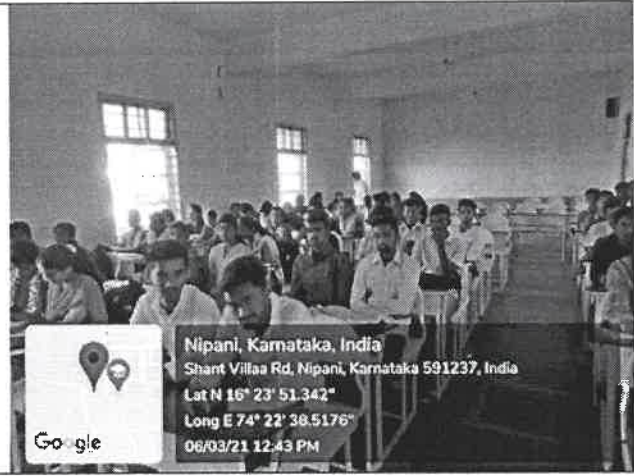 Google
Nipani, Karnataka, India
Shant Villaa Rd, Nipani, Karnataka 591237, India
Lat N 16° 23' 51.342"
Long E 74° 22' 38.5176"
06/03/21 12:43 PM